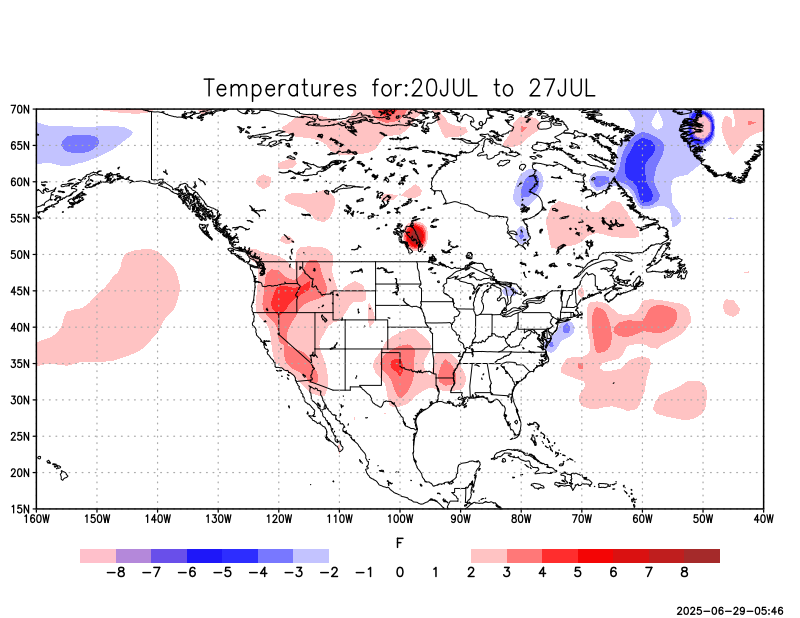 Temperatures for:20JUL to 27JUL
70N
65N
60N
55N
50N
45N
40N
35N
30N
25N
20N
15N
160W 150W 140W 130W 120W 110W 100W 90W 80W 70W 60W 50W 40W
F
−8 −7 −6 −5 −4 −3 −2 −1 0 1 2 3 4 5 6 7 8
2025-06-29-05:46